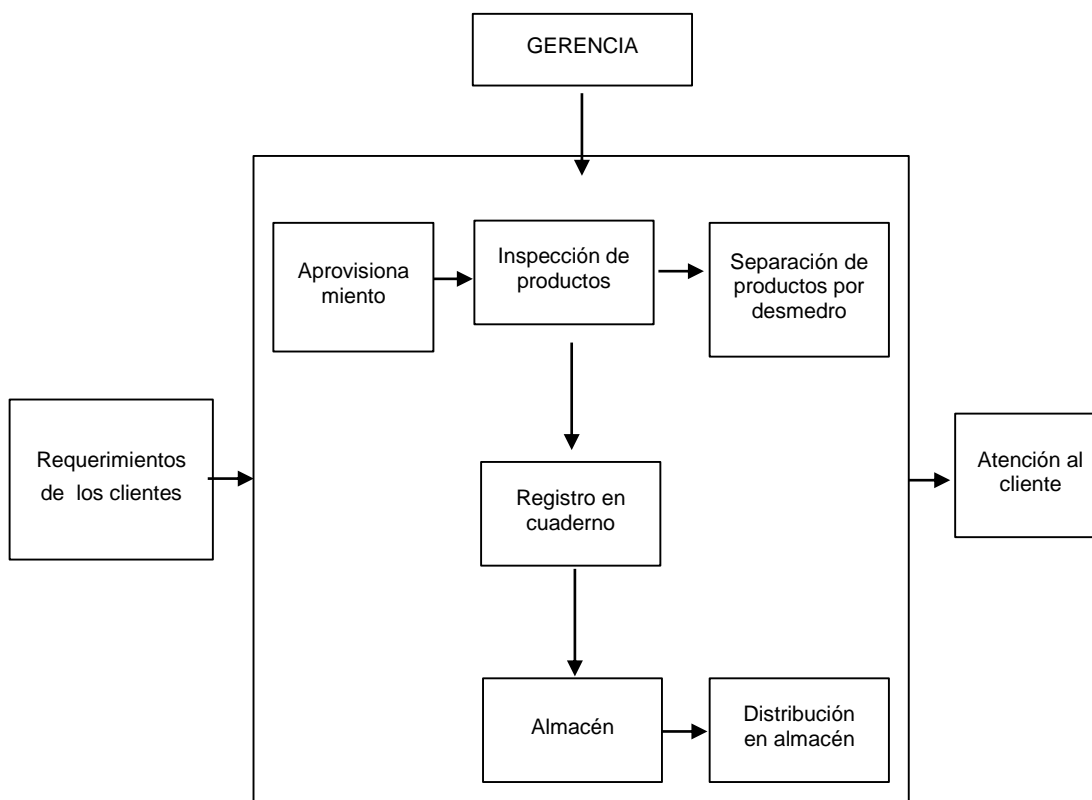 GERENCIA
Aprovisiona
miento
Inspección de
productos
Separación de
productos por
desmedro
Requerimientos
de los clientes
Registro en
cuaderno
Atención al
cliente
Almacén
Distribución
en almacén